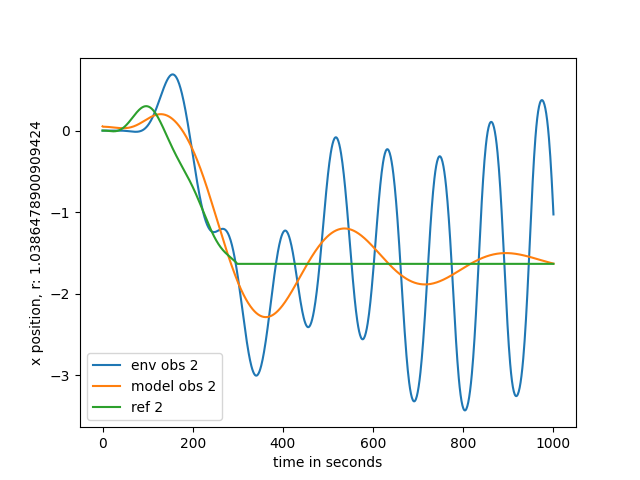 0
−1
−2
−3
x position, r: 1.0386478900909424
env obs 2
model obs 2
ref 2
0
200
400
600
800
1000
time in seconds